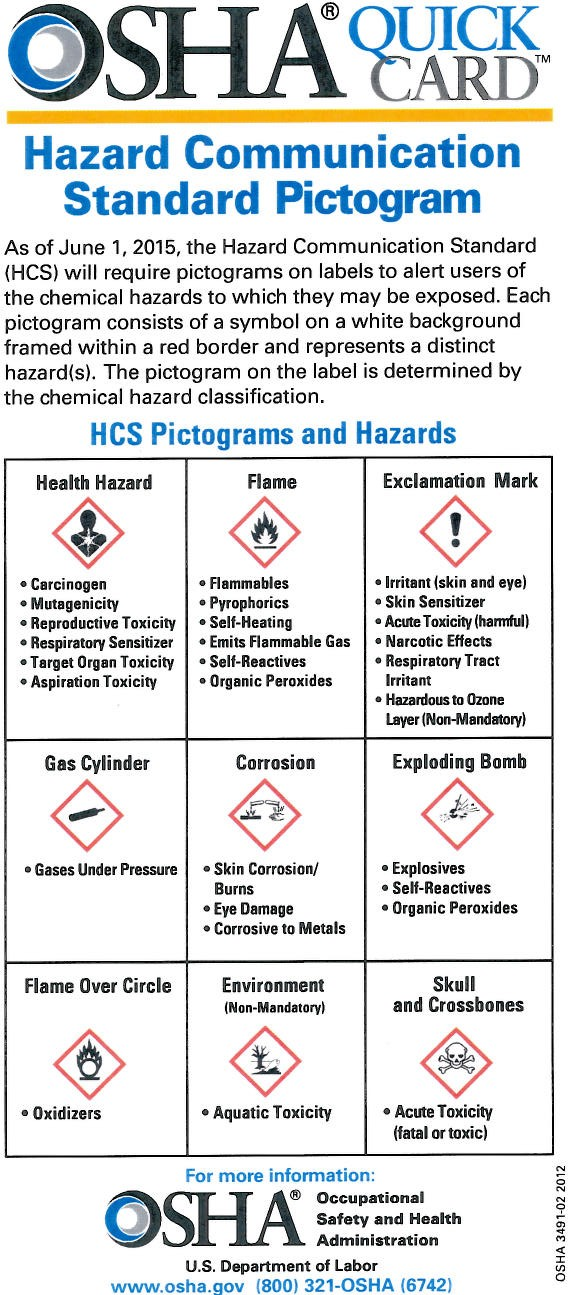 OSHA® QUICK CARD™
Hazard Communication
Standard Pictogram
As of June 1, 2015, the Hazard Communication Standard
(HCS) will require pictograms on labels to alert users of
the chemical hazards to which they may be exposed. Each
pictogram consists of a symbol on a white background
framed within a red border and represents a distinct
hazard(s). The pictogram on the label is determined by
the chemical hazard classification.
HCS Pictograms and Hazards
Health Hazard
• Carcinogen
• Mutagenicity
• Reproductive Toxicity
• Respiratory Sensitizer
• Target Organ Toxicity
• Aspiration Toxicity
Flame
• Flammables
• Pyrophorics
• Self-Heating
• Emits Flammable Gas
• Self-Reactives
• Organic Peroxides
Exclamation Mark
• Irritant (skin and eye)
• Skin Sensitizer
• Acute Toxicity (harmful)
• Narcotic Effects
• Respiratory Tract
Irritant
• Hazardous to Ozone
Layer (Non-Mandatory)
Gas Cylinder
• Gases Under Pressure
Corrosion
• Skin Corrosion/
Burns
• Eye Damage
• Corrosive to Metals
Exploding Bomb
• Explosives
• Self-Reactives
• Organic Peroxides
Flame Over Circle
• Oxidizers
Environment
(Non-Mandatory)
• Aquatic Toxicity
Skull
and Crossbones
• Acute Toxicity
(fatal or toxic)
For more information:
OSHA®
Occupational
Safety and Health
Administration
U.S. Department of Labor
www.osha.gov (800) 321-OSHA (6742)
OSHA 3491-02 2012